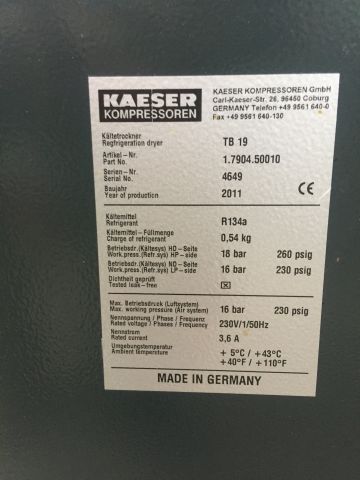 KAESER
KOMPRESSOREN
KAESER KOMPRESSOREN GmbH
Carl-Kaeser-Str. 26, 96450 Coburg
GERMANY Telefon +49 9561 640-0
Fax +49 9561 640-130
Kältetrockner
Regfrigeration dryer TB 19
Artikel-Nr.
Part No. 1.7904.50010
Serien-Nr.
Serial No. 4649
Baujahr
Year of production 2011 CE
Kältemittel
Refrigerant R134a
Kältemittel-Füllmenge
Charge of refrigerant 0,54 kg
Betriebsdr.(Kältesys) HD-Seite
Work.press.(Refr.sys) HP-side 18 bar 260 psig
Betriebsdr.(Kältesys) ND-Seite
Work.press.(Refr.sys) LP-side 16 bar 230 psig
Dichtheit geprüft
Tested leak-free ☒
Max. Betriebsdruck (Luftsystem)
Max. working pressure (Air system) 16 bar 230 psig
Nennspannung / Phase / Frequenz
Rated voltage / Phases / Frequency 230V/1/50Hz
Nennstrom
Rated current 3,6 A
Umgebungstemperatur + 5°C / +43°C
Ambient temperature +40°F / +110°F
MADE IN GERMANY